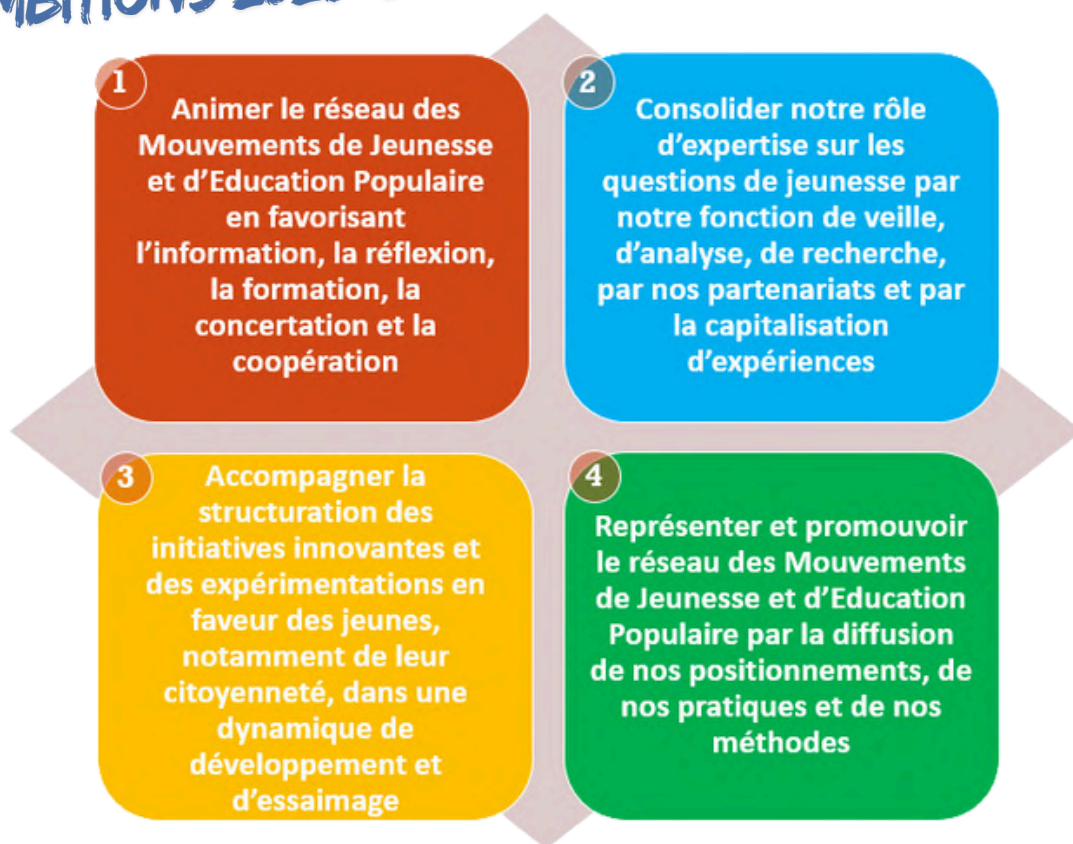 1
Animer le réseau des
Mouvements de Jeunesse
et d'Education Populaire
en favorisant
l'information, la réflexion,
la formation, la
concertation et la
coopération
2
Consolider notre rôle
d'expertise sur les
questions de jeunesse par
notre fonction de veille,
d'analyse, de recherche,
par nos partenariats et par
la capitalisation
d'expériences
3
Accompagner la
structuration des
initiatives innovantes et
des expérimentations en
faveur des jeunes,
notamment de leur
citoyenneté, dans une
dynamique de
développement et
d'essaimage
4
Représenter et promouvoir
le réseau des Mouvements
de Jeunesse et d'Education
Populaire par la diffusion
de nos positionnements, de
nos pratiques et de nos
méthodes